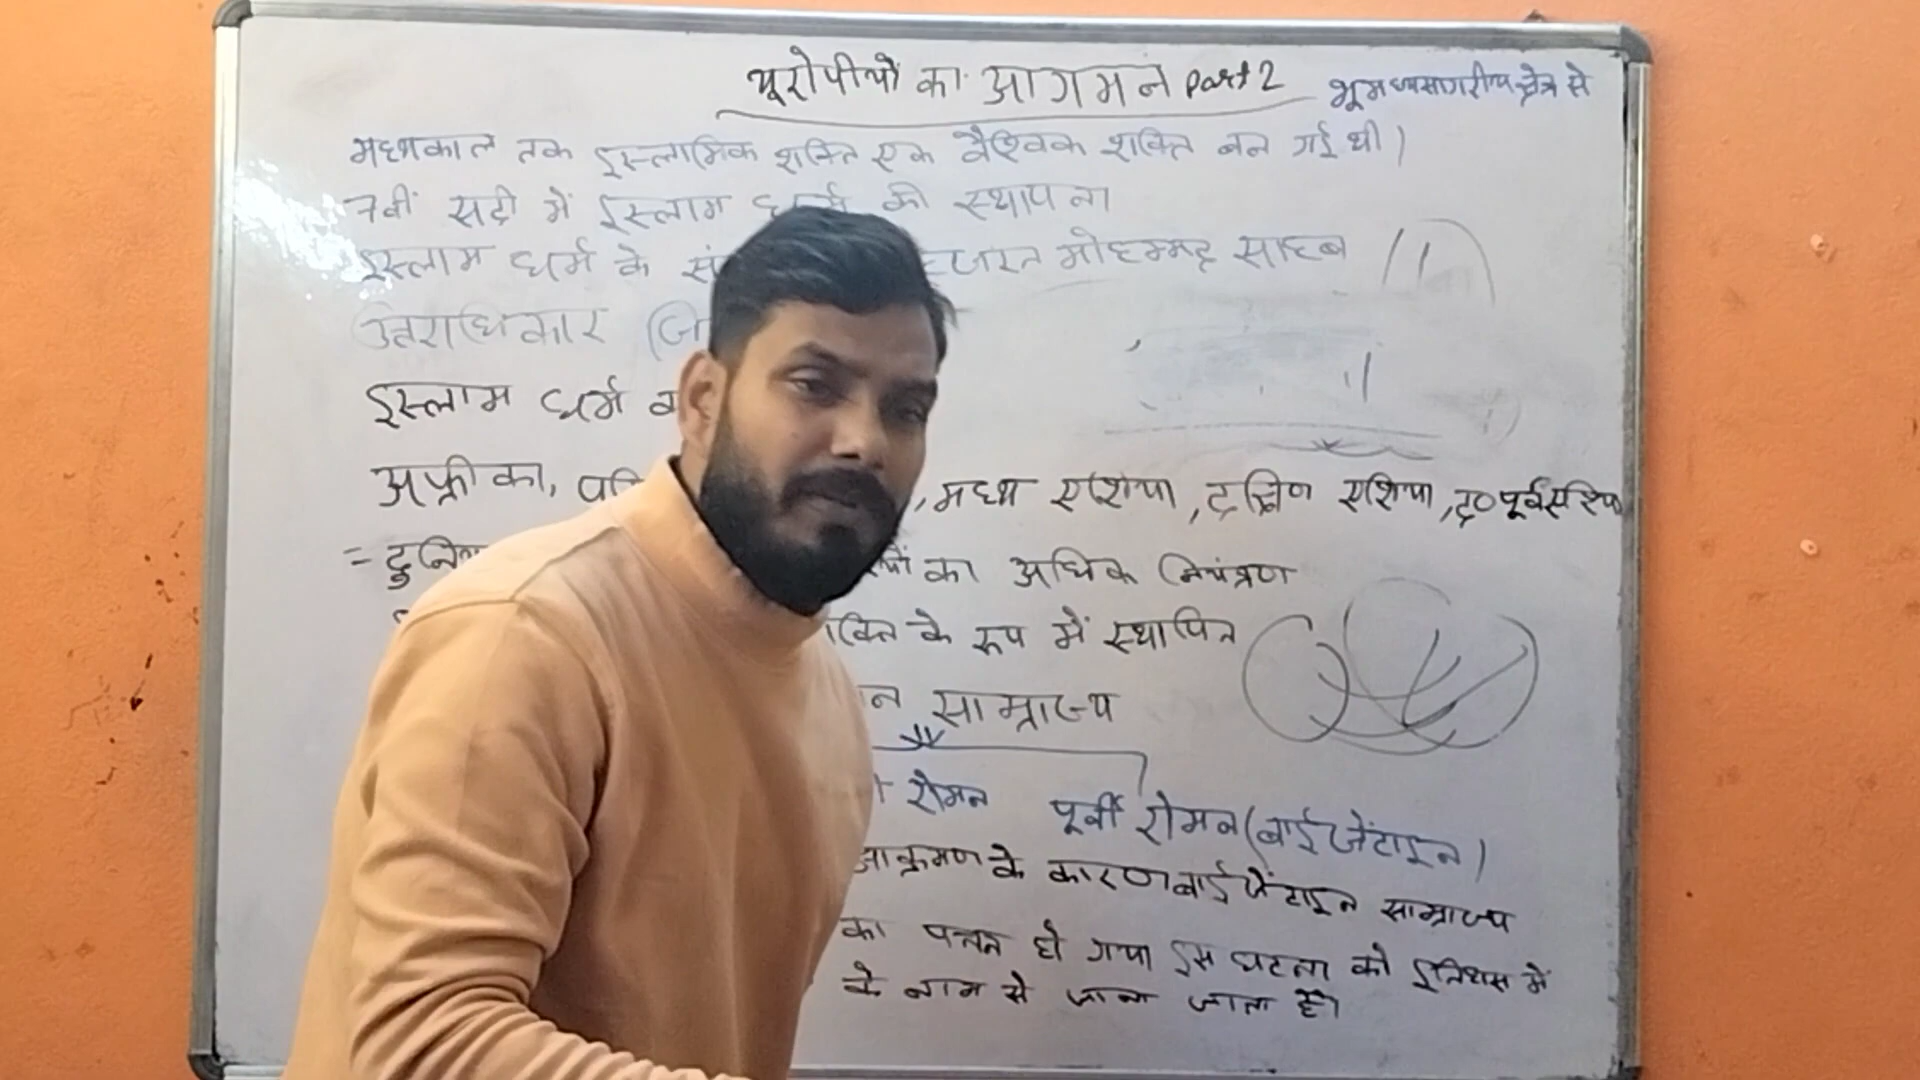 यूरोपीयों का आगमन Part 2
भूमध्यसागरीय क्षेत्र से
मध्यकाल तक इस्लामिक शक्ति एक वैश्विक शक्ति बन गई थी।
7वीं सदी में इस्लाम धर्म की स्थापना
इस्लाम धर्म के हजरत मोहम्मद साहब
उत्तराधिकार
इस्लाम धर्म
अफ्रीका, , मध्य एशिया, दक्षिण एशिया, द० पूर्व एशिया
= का अधिक नियंत्रण
के रूप में स्थापित
साम्राज्य
रोमन पूर्वी रोमन (बाईजेंटाइन)
आक्रमण के कारण बाईजेंटाइन साम्राज्य
का पतन हो गया इस घटना को इतिहास में
के नाम से जाना जाता है।